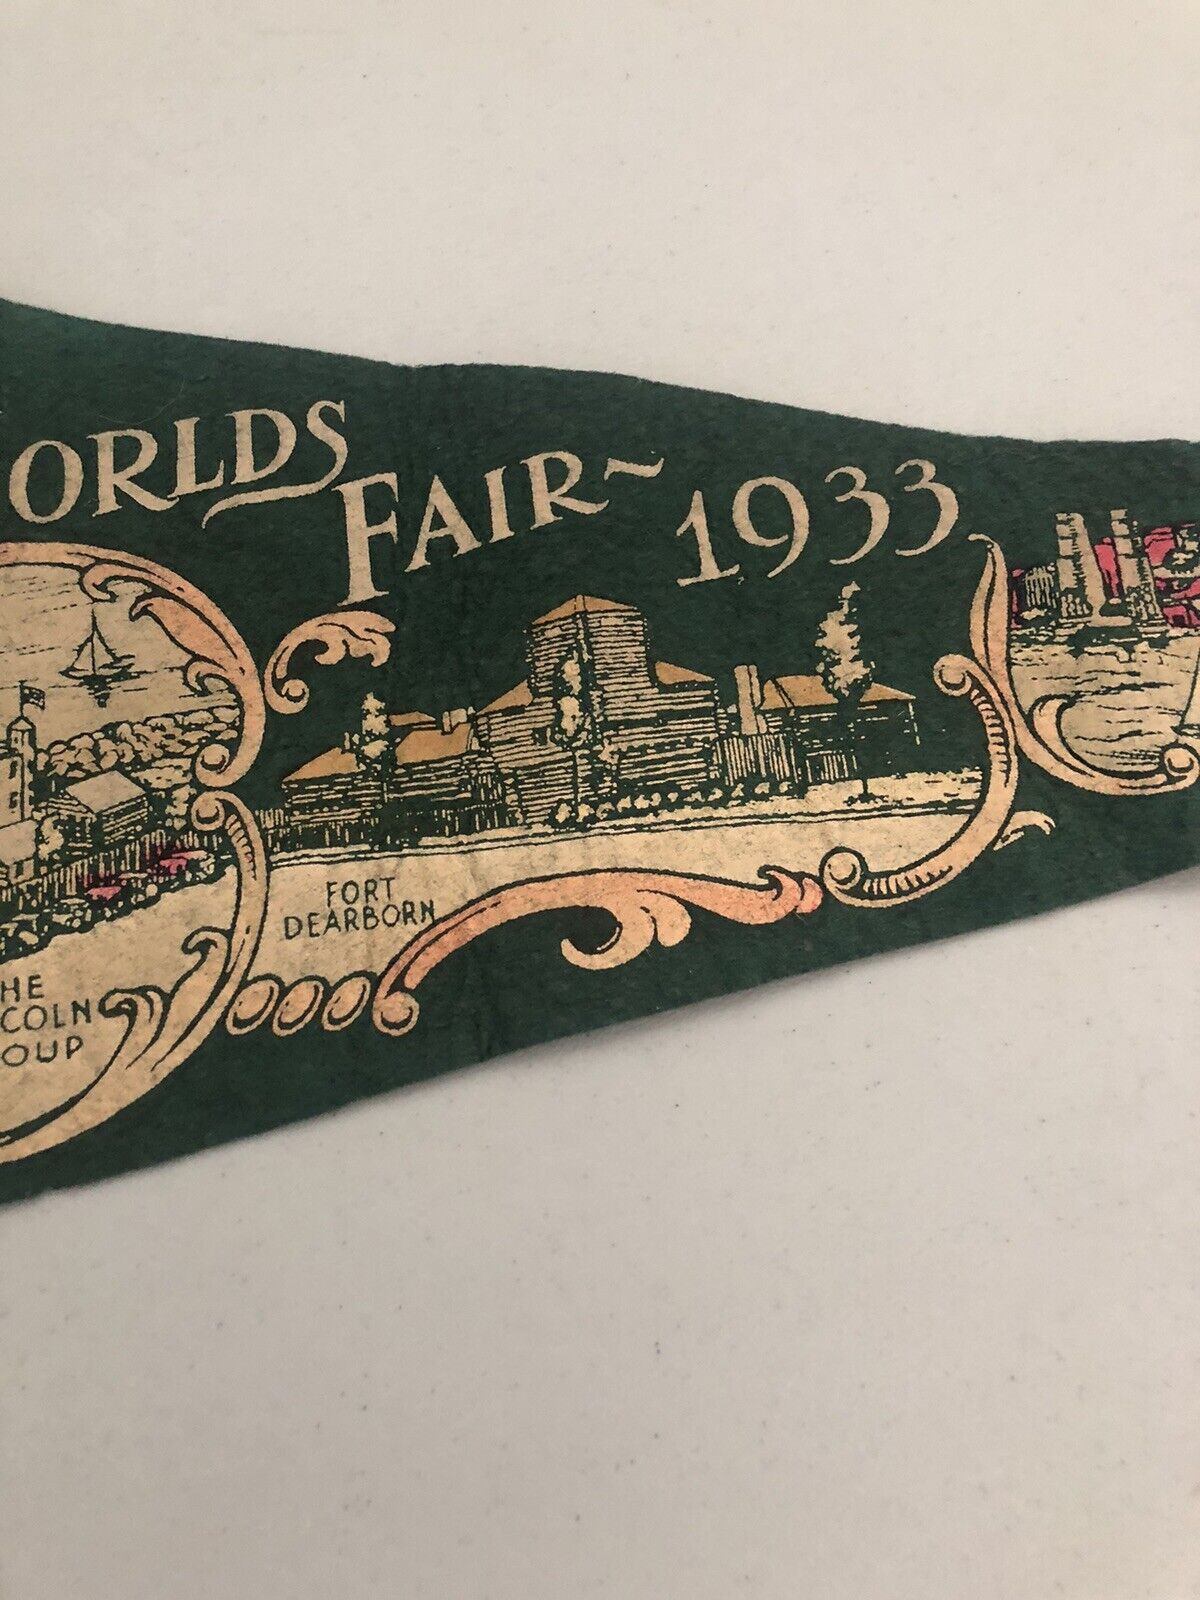 ORLDS
FAIR ~ 1933
FORT
DEARBORN
HE
COLN
OUP